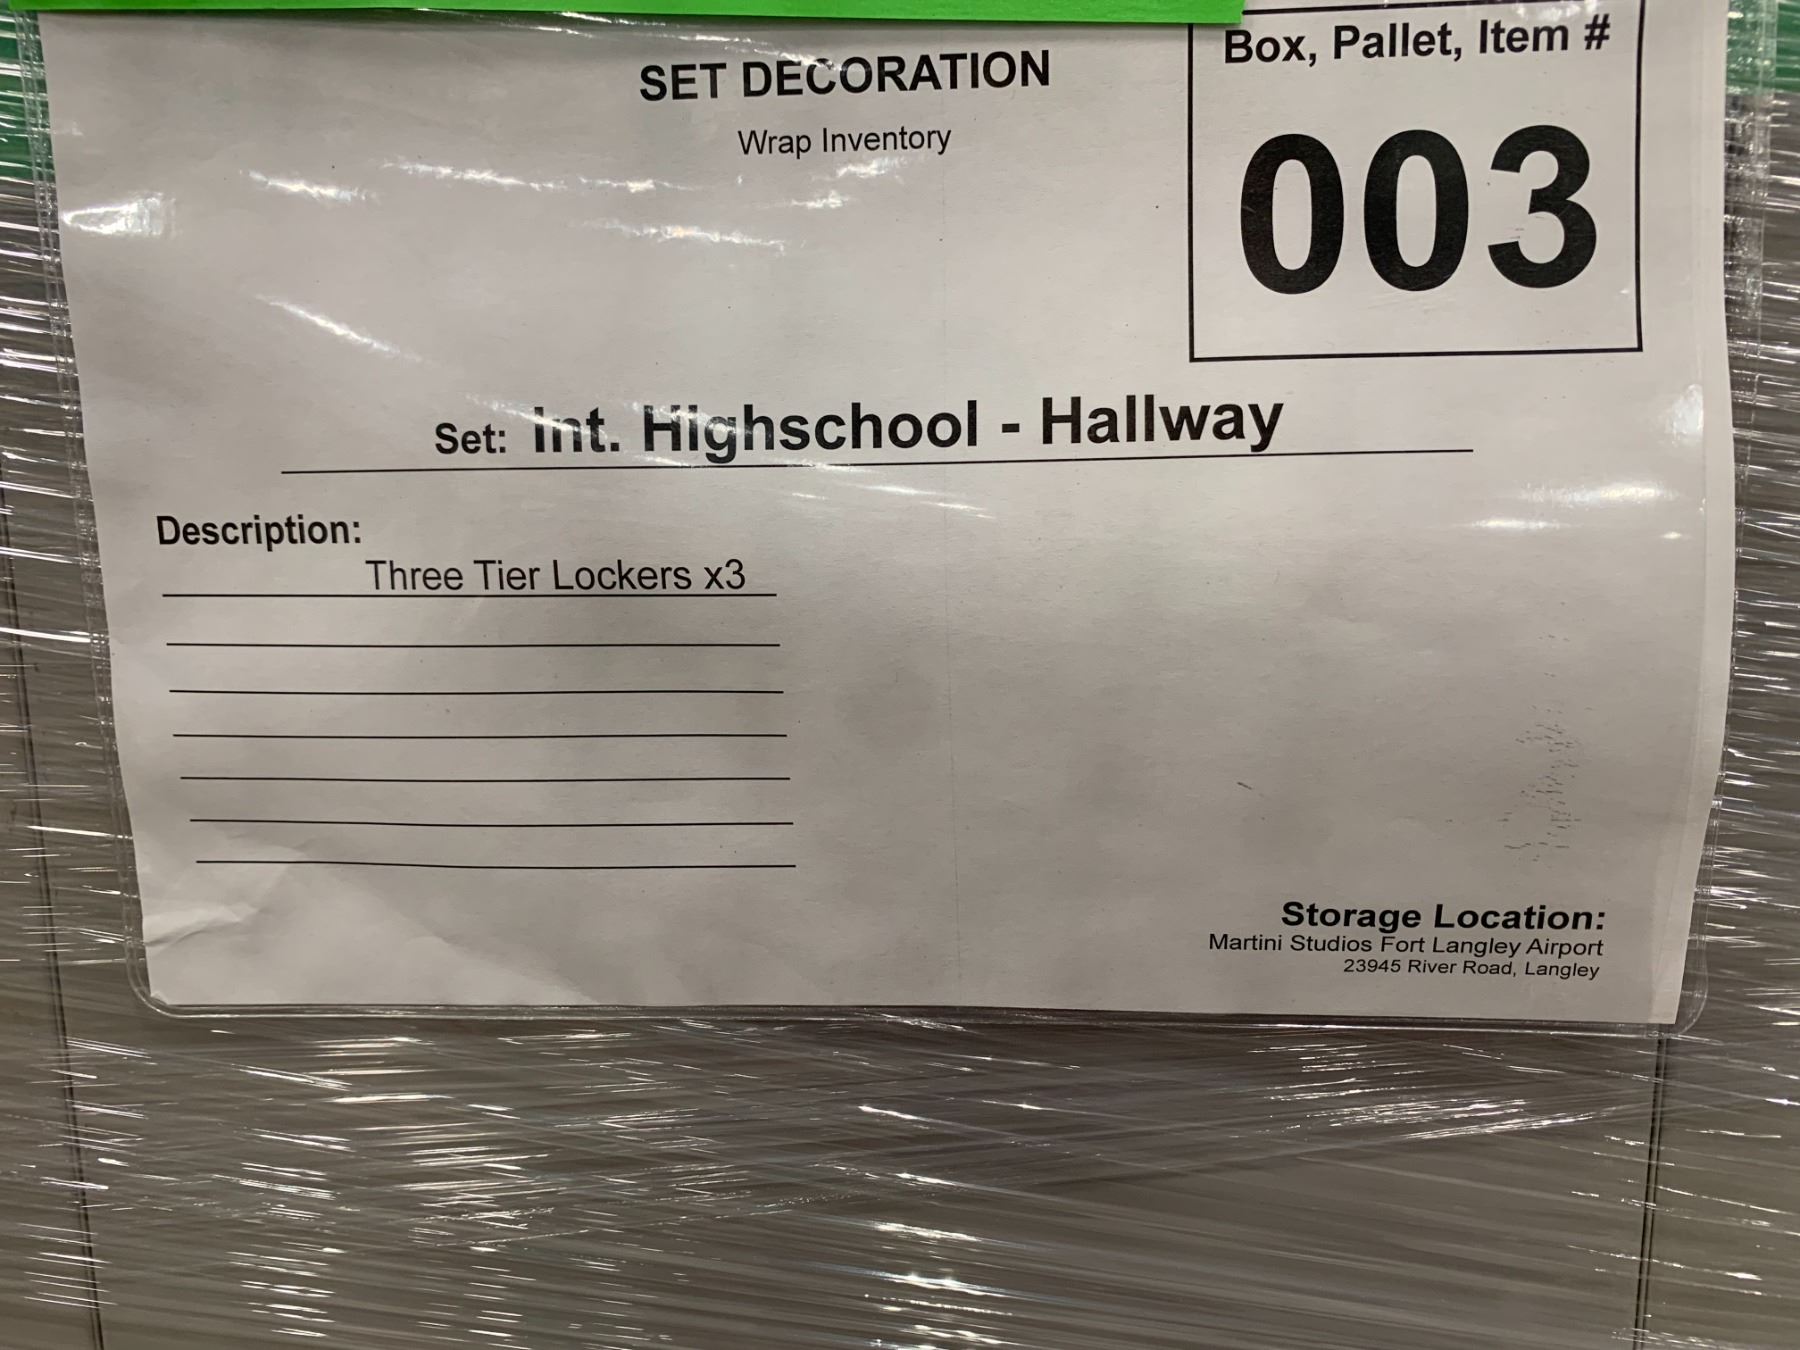 SET DECORATION
Wrap Inventory
Box, Pallet, Item #
003
Set: Int. Highschool - Hallway
Description:
Three Tier Lockers x3
Storage Location:
Martini Studios Fort Langley Airport
23945 River Road, Langley